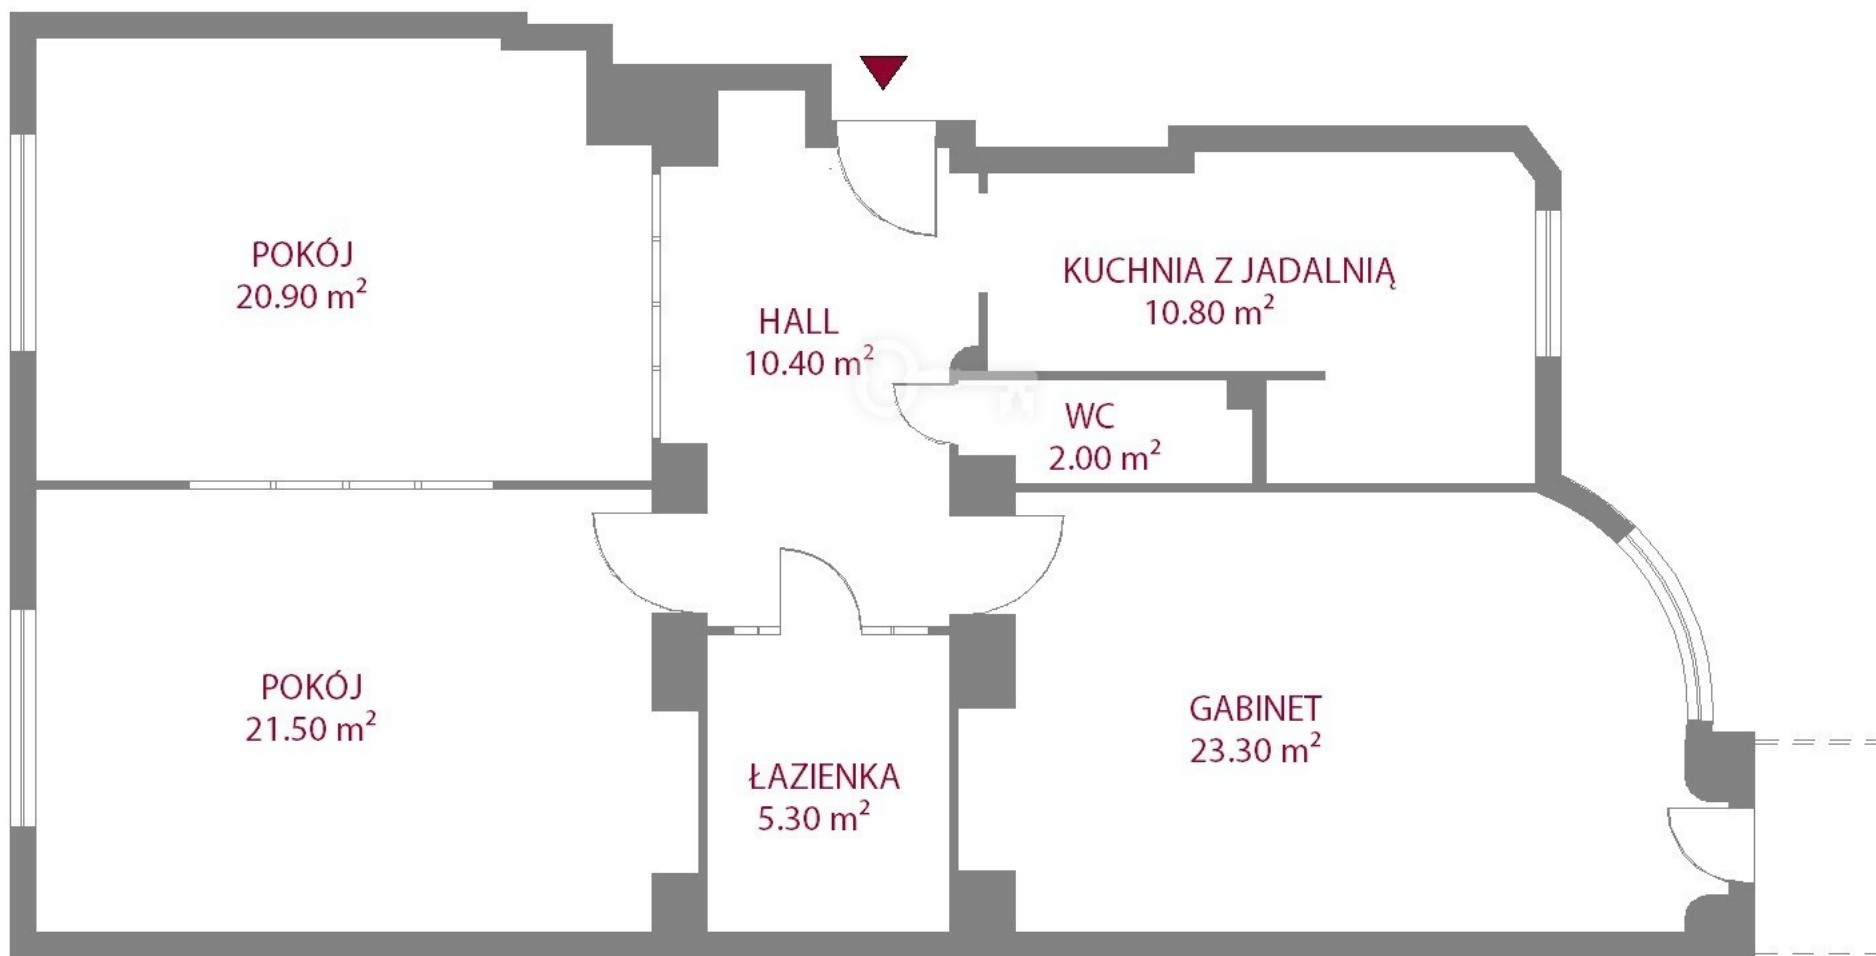 POKÓJ
20.90 m²
HALL
10.40 m²
KUCHNIA Z JADALNIĄ
10.80 m²
WC
2.00 m²
POKÓJ
21.50 m²
ŁAZIENKA
5.30 m²
GABINET
23.30 m²